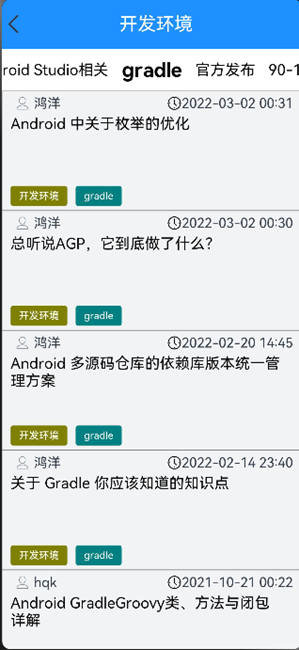 开发环境
roid Studio相关 gradle 官方发布 90-1
鸿洋 2022-03-02 00:31
Android 中关于枚举的优化
开发环境 gradle
鸿洋 2022-03-02 00:30
总听说AGP，它到底做了什么？
开发环境 gradle
鸿洋 2022-02-20 14:45
Android 多源码仓库的依赖库版本统一管
理方案
开发环境 gradle
鸿洋 2022-02-14 23:40
关于 Gradle 你应该知道的知识点
开发环境 gradle
hqk 2021-10-21 00:22
Android GradleGroovy类、方法与闭包
详解